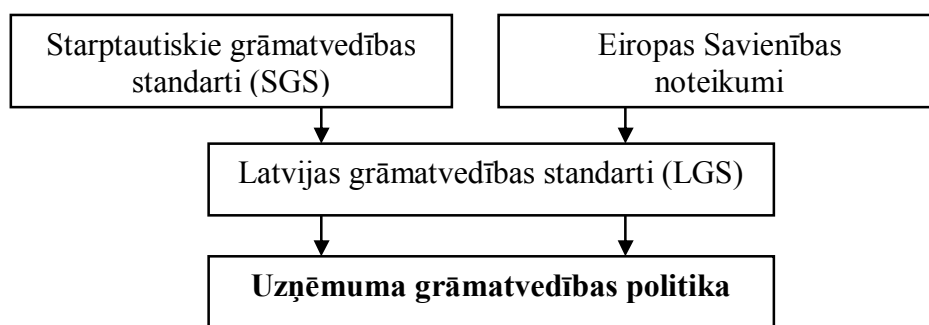 Starptautiskie grāmatvedības
standarti (SGS)
Eiropas Savienības
noteikumi
Latvijas grāmatvedības standarti (LGS)
Uzņēmuma grāmatvedības politika